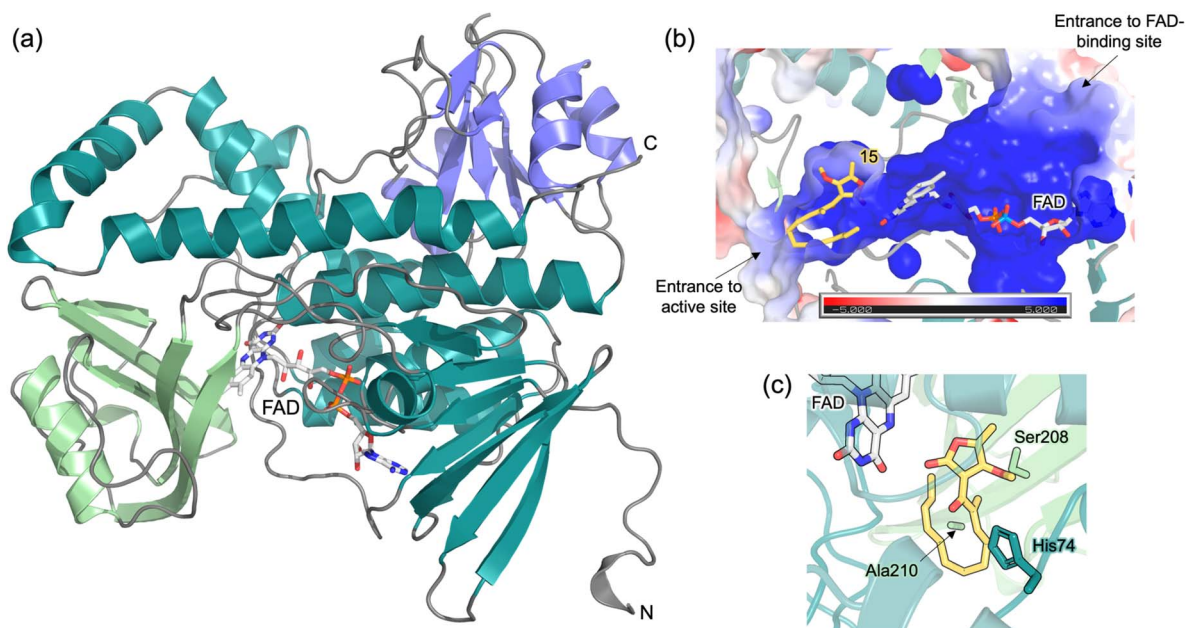 (a)
C
FAD
N
(b)
Entrance to FAD-
binding site
15
FAD
Entrance to
active site
-5.000
5.000
(c)
FAD
Ser208
His74
Ala210